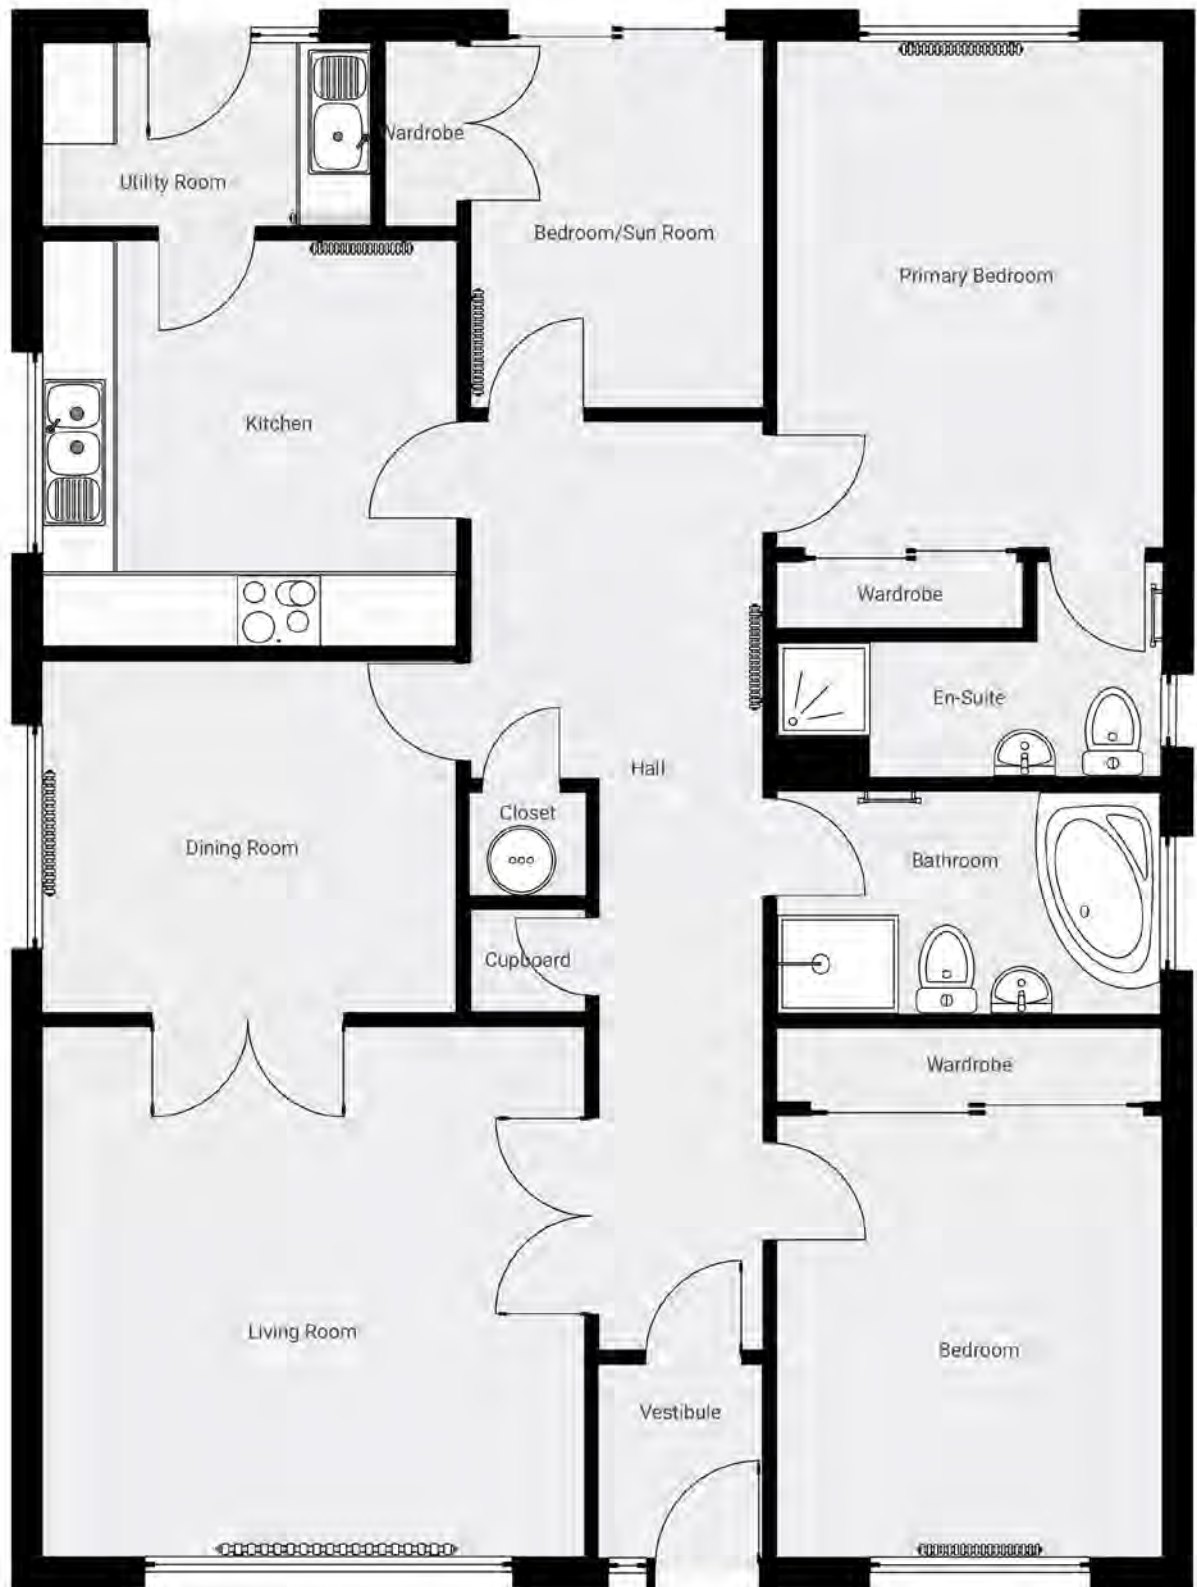 Wardrobe
Utility Room
Bedroom/Sun Room
Primary Bedroom
Kitchen
Wardrobe
En-Suite
Hall
Closet
Dining Room
Bathroom
Cupboard
Wardrobe
Living Room
Bedroom
Vestibule